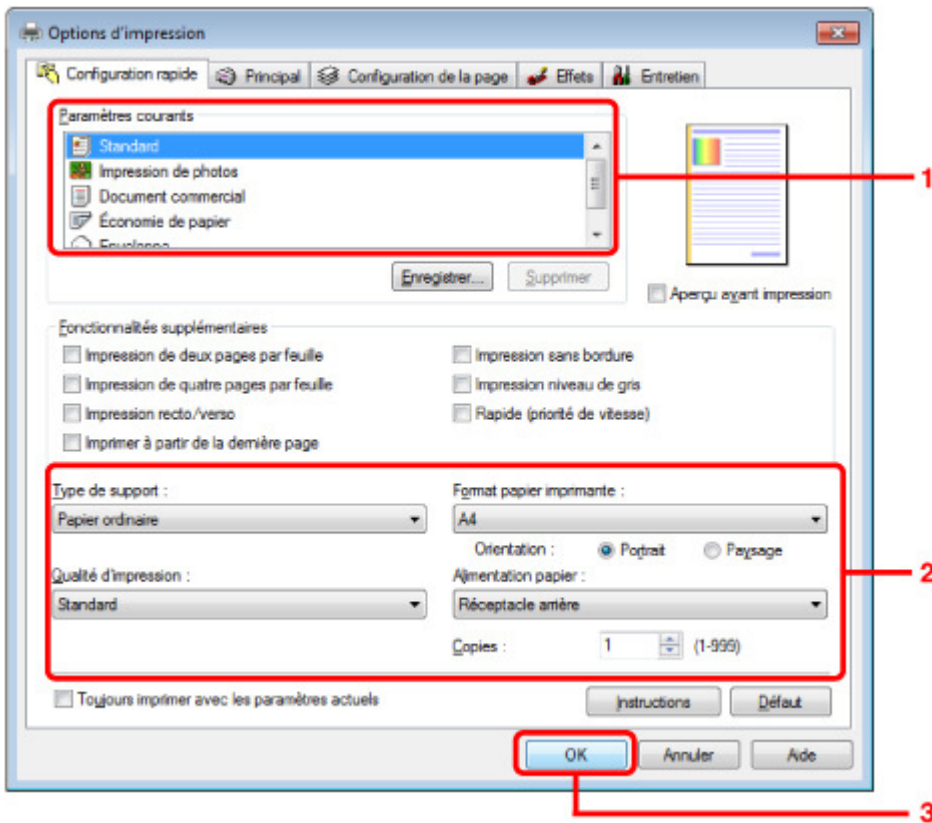 Options d'impression
Configuration rapide Principal Configuration de la page Effets Entretien
Paramètres courants
Standard
Impression de photos
Document commercial
Économie de papier
1
Enregistrer... Supprimer
Aperçu avant impression
Fonctionnalités supplémentaires
Impression de deux pages par feuille
Impression sans bordure
Impression de quatre pages par feuille
Impression niveau de gris
Impression recto/verso
Rapide (priorité de vitesse)
Imprimer à partir de la dernière page
Type de support :
Format papier imprimante :
Papier ordinaire
A4
Orientation : Portrait Paysage
2
Qualité d'impression :
Alimentation papier :
Standard
Réceptacle arrière
Copies : 1 (1-999)
Toujours imprimer avec les paramètres actuels
Instructions Défaut
OK Annuler Aide
3